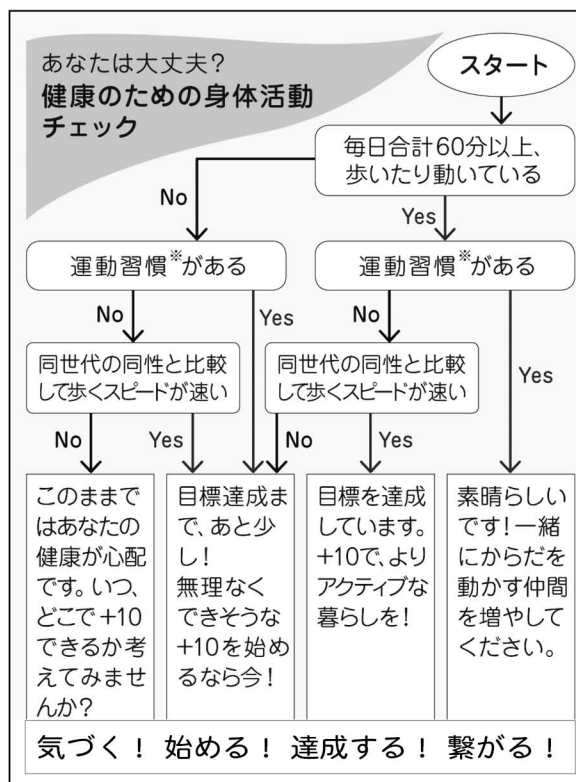 あなたは大丈夫?
健康のための身体活動
チェック
スタート
毎日合計60分以上、
歩いたり動いている
No
Yes
運動習慣※がある
運動習慣※がある
No
Yes
No
Yes
同世代の同性と比較
して歩くスピードが速い
同世代の同性と比較
して歩くスピードが速い
No
Yes
No
Yes
このままで
はあなたの
健康が心配
です。いつ、
どこで+10
できるか考
えてみませ
んか?
目標達成ま
で、あと少
し!
無理なく
できそうな
+10を始め
るなら今!
目標を達成
しています。
+10で、より
アクティブな
暮らしを!
素晴らしい
です!一緒
にからだを
動かす仲間
を増やして
ください。
気づく! 始める! 達成する! 繋がる!